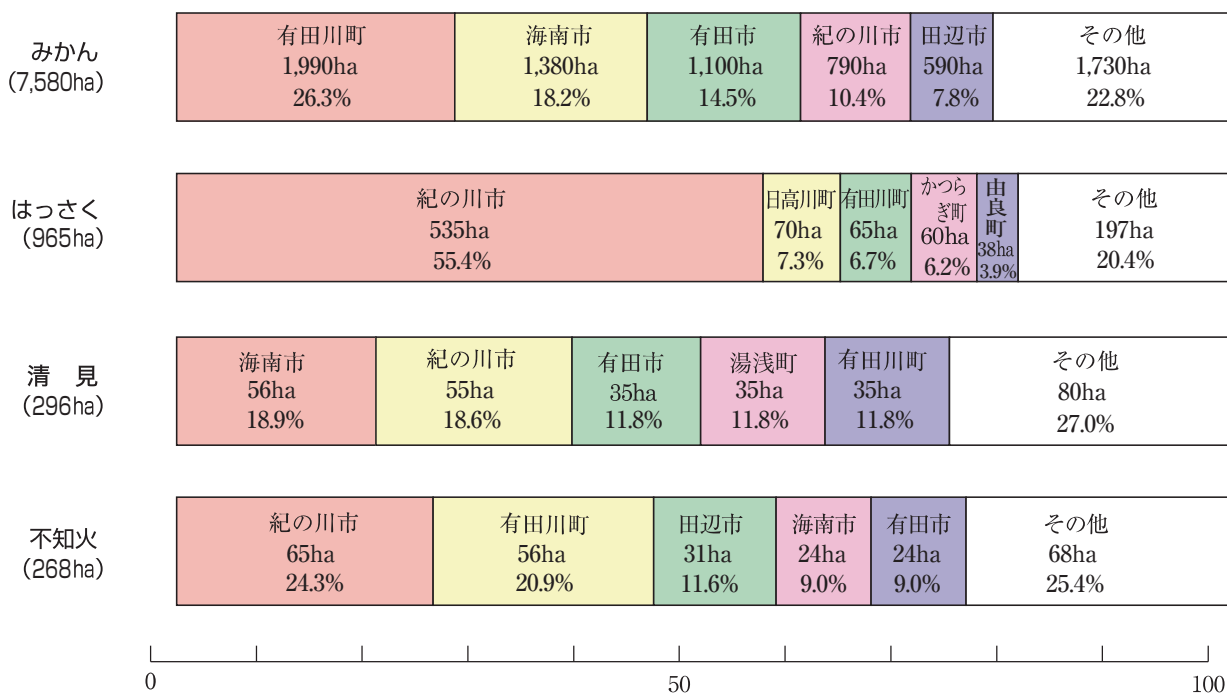 みかん
(7,580ha)
有田川町
1,990ha
26.3%
海南市
1,380ha
18.2%
有田市
1,100ha
14.5%
紀の川市
790ha
10.4%
田辺市
590ha
7.8%
その他
1,730ha
22.8%
はっさく
(965ha)
紀の川市
535ha
55.4%
日高川町
70ha
7.3%
有田川町
65ha
6.7%
かつら
ぎ町
60ha
6.2%
由良町
38ha
3.9%
その他
197ha
20.4%
清 見
(296ha)
海南市
56ha
18.9%
紀の川市
55ha
18.6%
有田市
35ha
11.8%
湯浅町
35ha
11.8%
有田川町
35ha
11.8%
その他
80ha
27.0%
不知火
(268ha)
紀の川市
65ha
24.3%
有田川町
56ha
20.9%
田辺市
31ha
11.6%
海南市
24ha
9.0%
有田市
24ha
9.0%
その他
68ha
25.4%
0 50 100